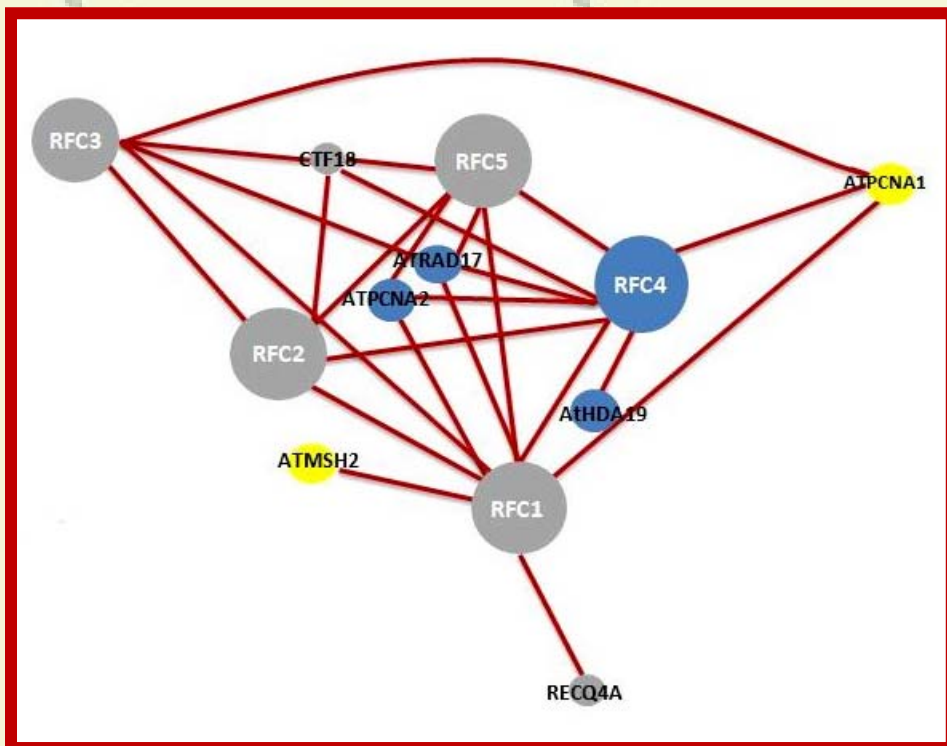 RFC3
CTF18
RFC5
ATPCNA1
ATRAD17
RFC4
ATPCNA2
RFC2
AtHDA19
ATMSH2
RFC1
RECQ4A